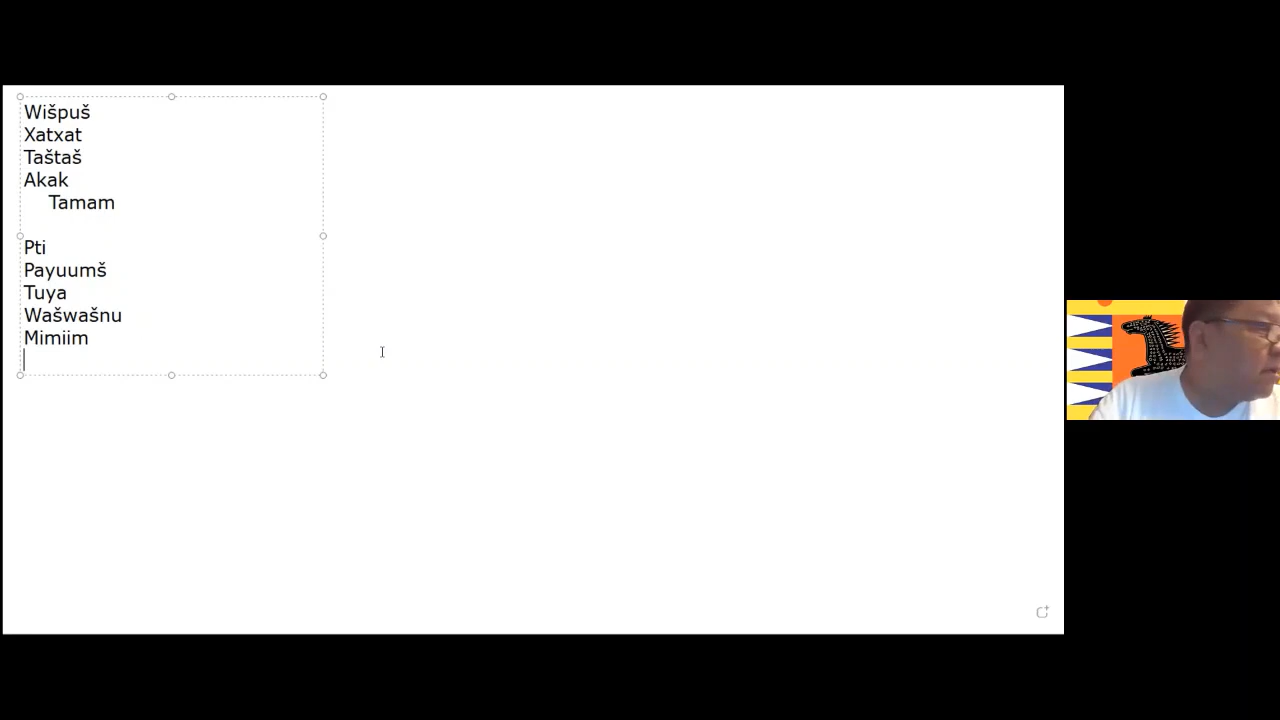 Wišpuš
Xatxat
Taštaš
Akak
Tamam
Pti
Payuumš
Tuya
Wašwašnu
Mimiim